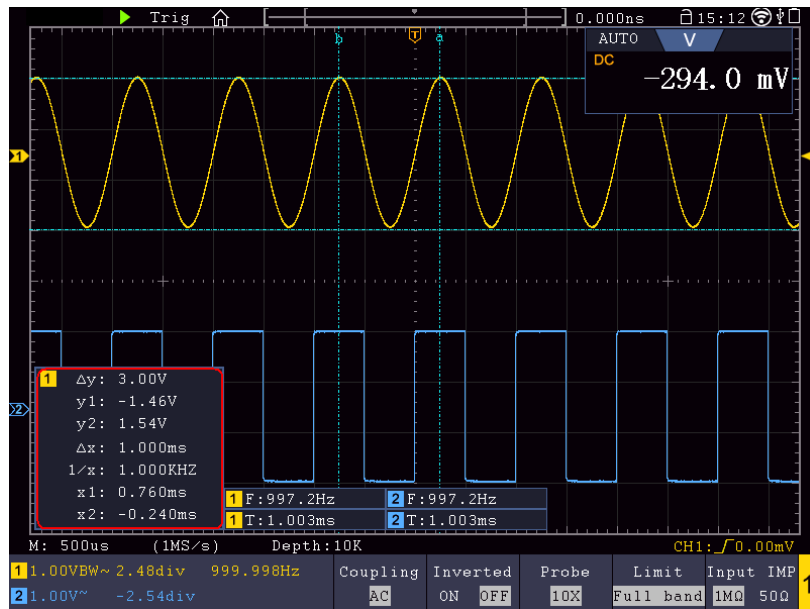 Trig 0.000ns 15:12
T
b a
AUTO V
DC
-294.0 mV
1
2
1 Δy: 3.00V
y1: -1.46V
y2: 1.54V
Δx: 1.000ms
1/x: 1.000KHZ
x1: 0.760ms
x2: -0.240ms
1 F:997.2Hz 2 F:997.2Hz
1 T:1.003ms 2 T:1.003ms
M: 500us (1MS/s) Depth:10K CH1: 0.00mV
1 1.00VBW~ 2.48div 999.998Hz
2 1.00V~ -2.54div
Coupling Inverted Probe Limit Input IMP
AC ON OFF 10X Full band 1MΩ 50Ω
1